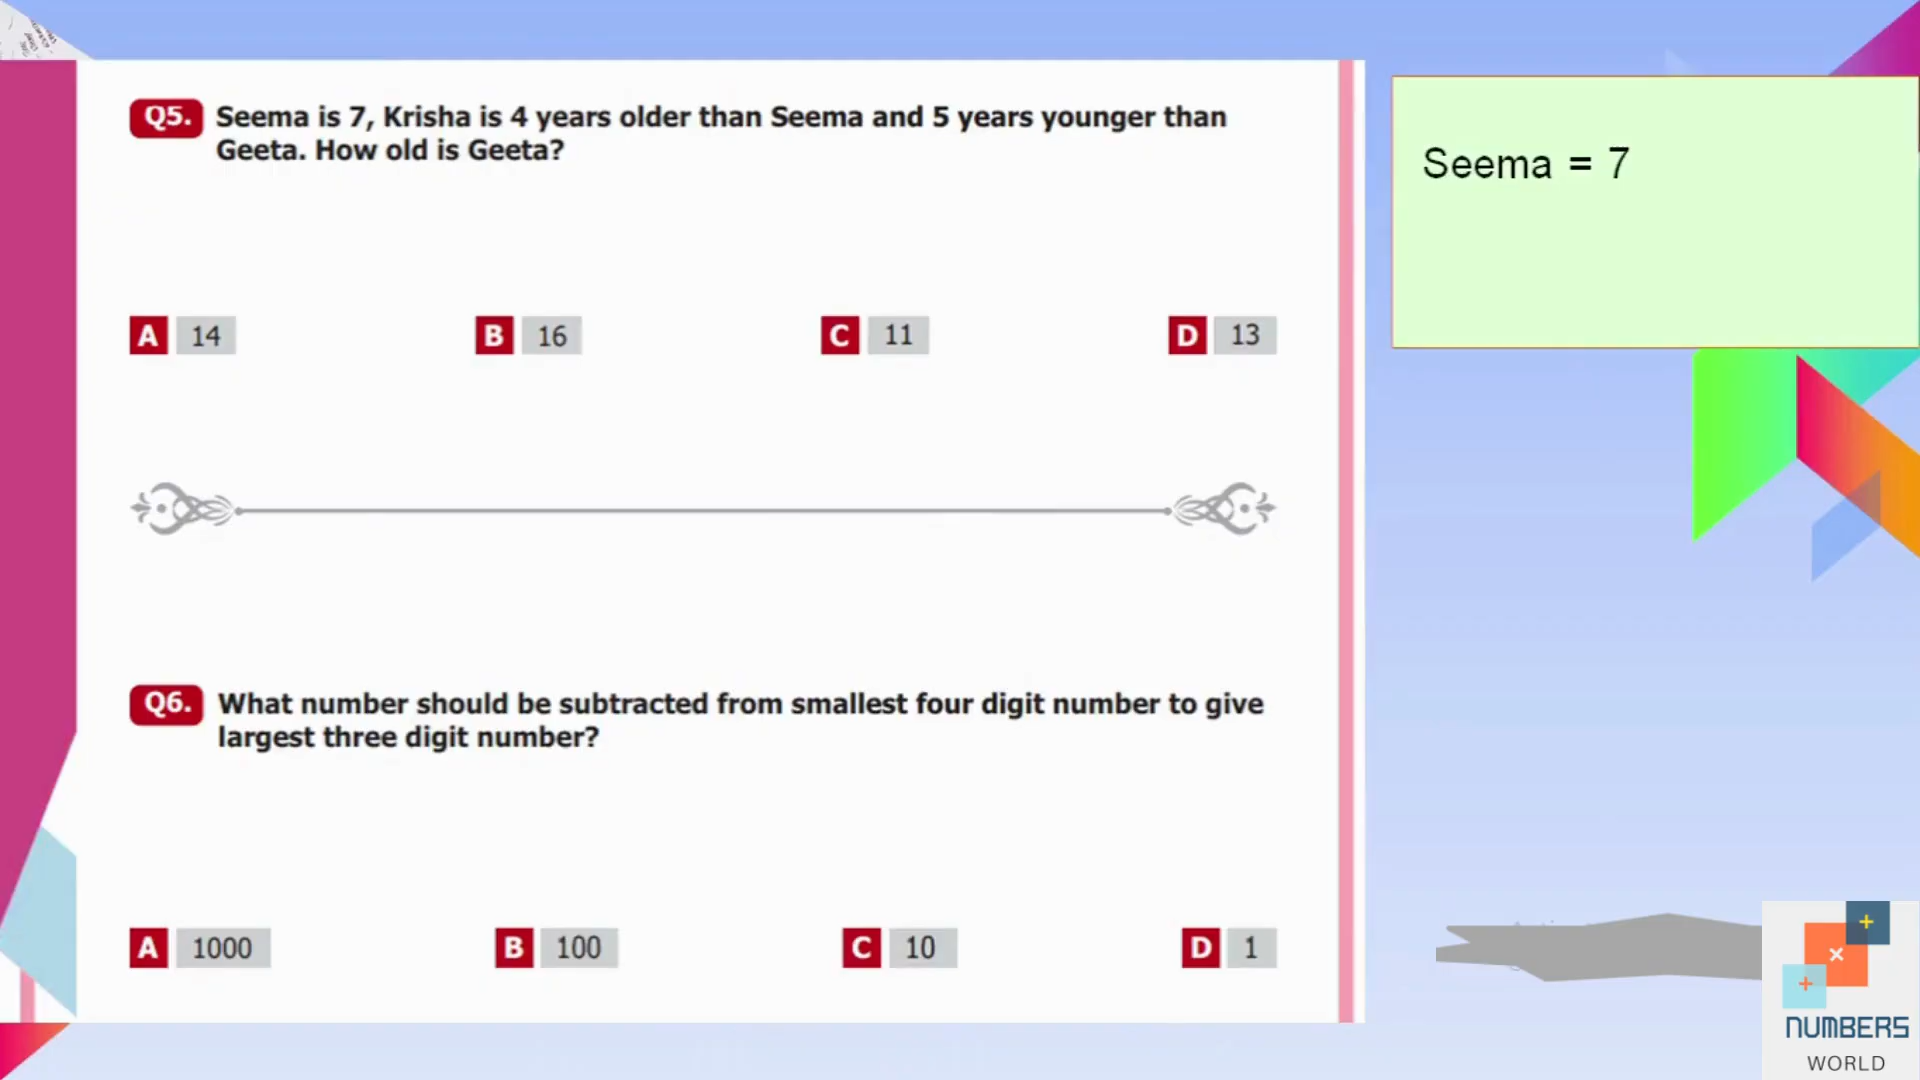 Q5. Seema is 7, Krisha is 4 years older than Seema and 5 years younger than
Geeta. How old is Geeta?
A 14 B 16 C 11 D 13
Q6. What number should be subtracted from smallest four digit number to give
largest three digit number?
A 1000 B 100 C 10 D 1
Seema = 7
+
×
+
NUMBERS
WORLD